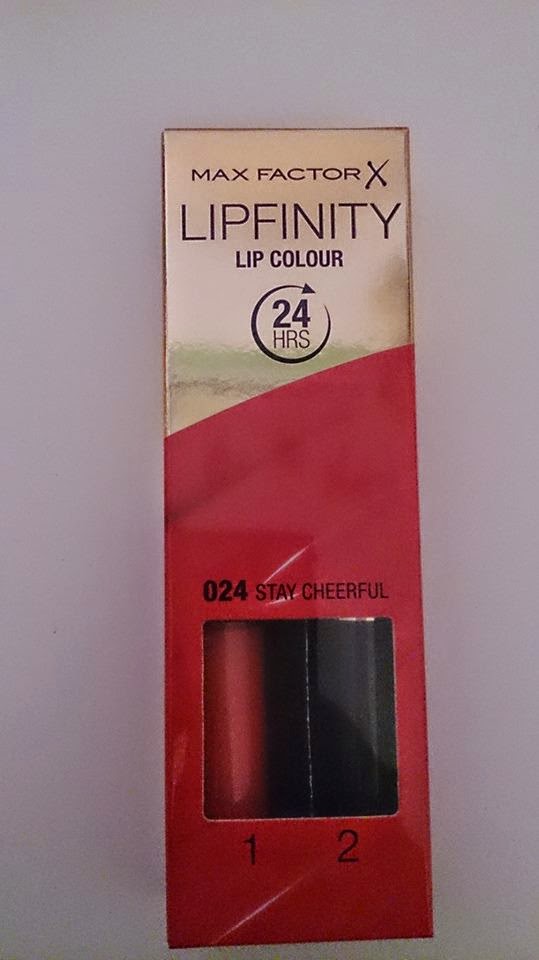 MAX FACTOR X
LIPFINITY
LIP COLOUR
24
HRS
024 STAY CHEERFUL
1 2